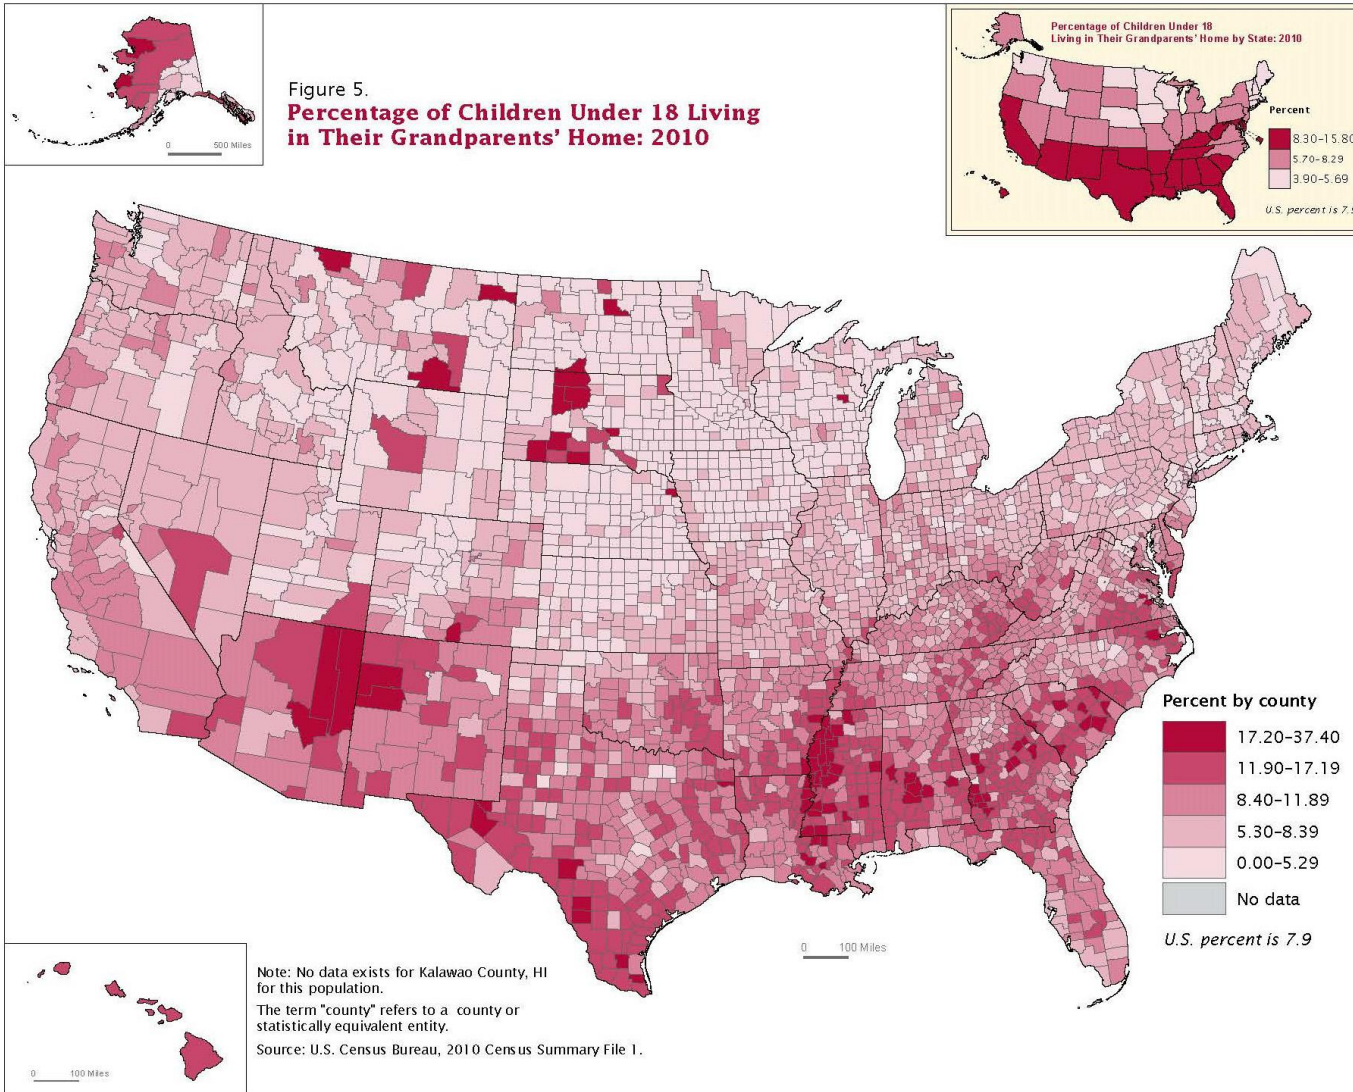 Figure 5.
Percentage of Children Under 18 Living
in Their Grandparents' Home: 2010
0 500 Miles
Percentage of Children Under 18
Living in Their Grandparents' Home by State: 2010
Percent
8.30–15.80
5.70–8.29
3.90–5.69
U.S. percent is 7.9
Percent by county
17.20–37.40
11.90–17.19
8.40–11.89
5.30–8.39
0.00–5.29
No data
U.S. percent is 7.9
0 100 Miles
0 100 Miles
Note: No data exists for Kalawao County, HI
for this population.
The term "county" refers to a county or
statistically equivalent entity.
Source: U.S. Census Bureau, 2010 Census Summary File 1.